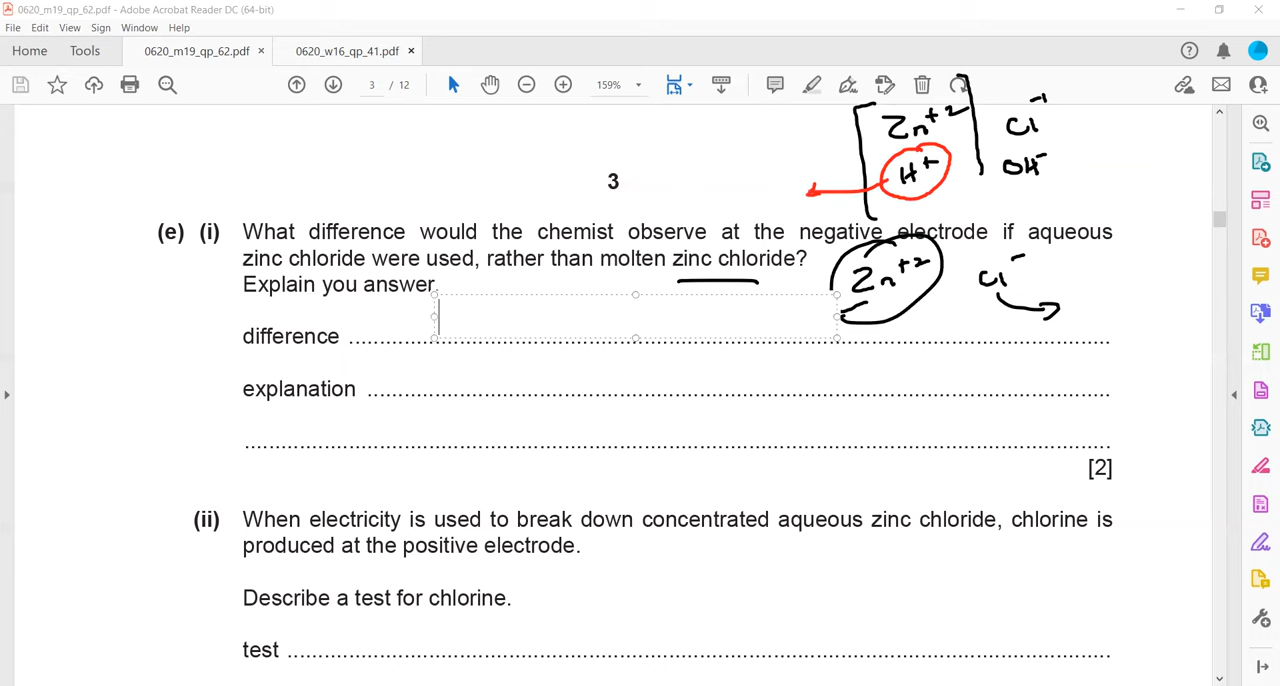 0620_m19_qp_62.pdf - Adobe Acrobat Reader DC (64-bit)
File Edit View Sign Window Help
Home Tools 0620_m19_qp_62.pdf × 0620_w16_qp_41.pdf ×
3 / 12 159%
Zn+2 Cl-1
H+ OH-
3
(e) (i) What difference would the chemist observe at the negative electrode if aqueous
zinc chloride were used, rather than molten zinc chloride?
Explain you answer.
Zn+2 Cl-
difference ................................................................
explanation ................................................................
................................................................
[2]
(ii) When electricity is used to break down concentrated aqueous zinc chloride, chlorine is
produced at the positive electrode.
Describe a test for chlorine.
test ................................................................